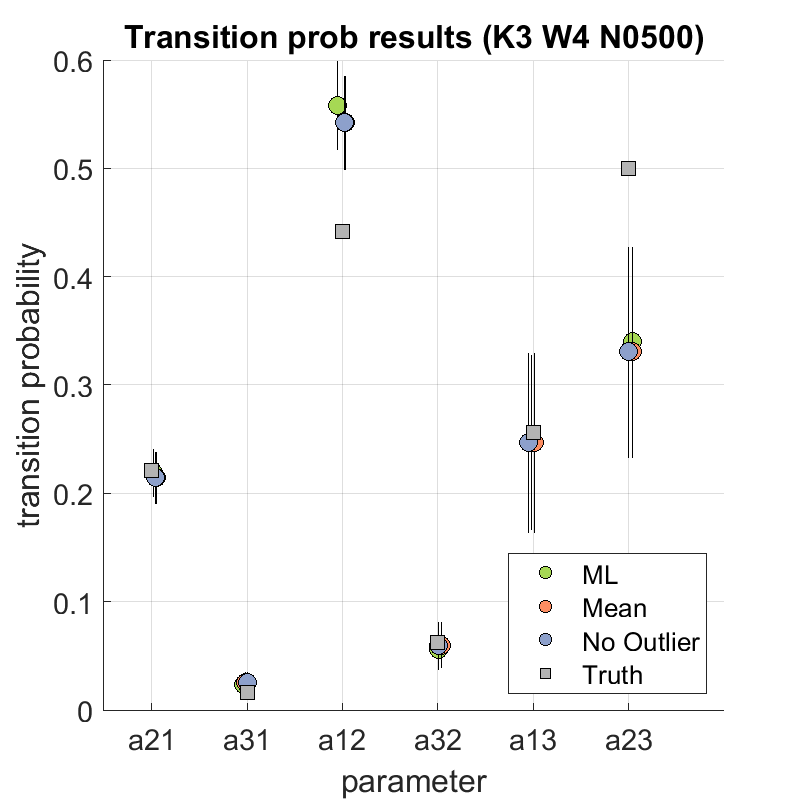 Transition prob results (K3 W4 N0500)
transition probability
0.6
0.5
0.4
0.3
0.2
0.1
0
ML
Mean
No Outlier
Truth
a21 a31 a12 a32 a13 a23
parameter